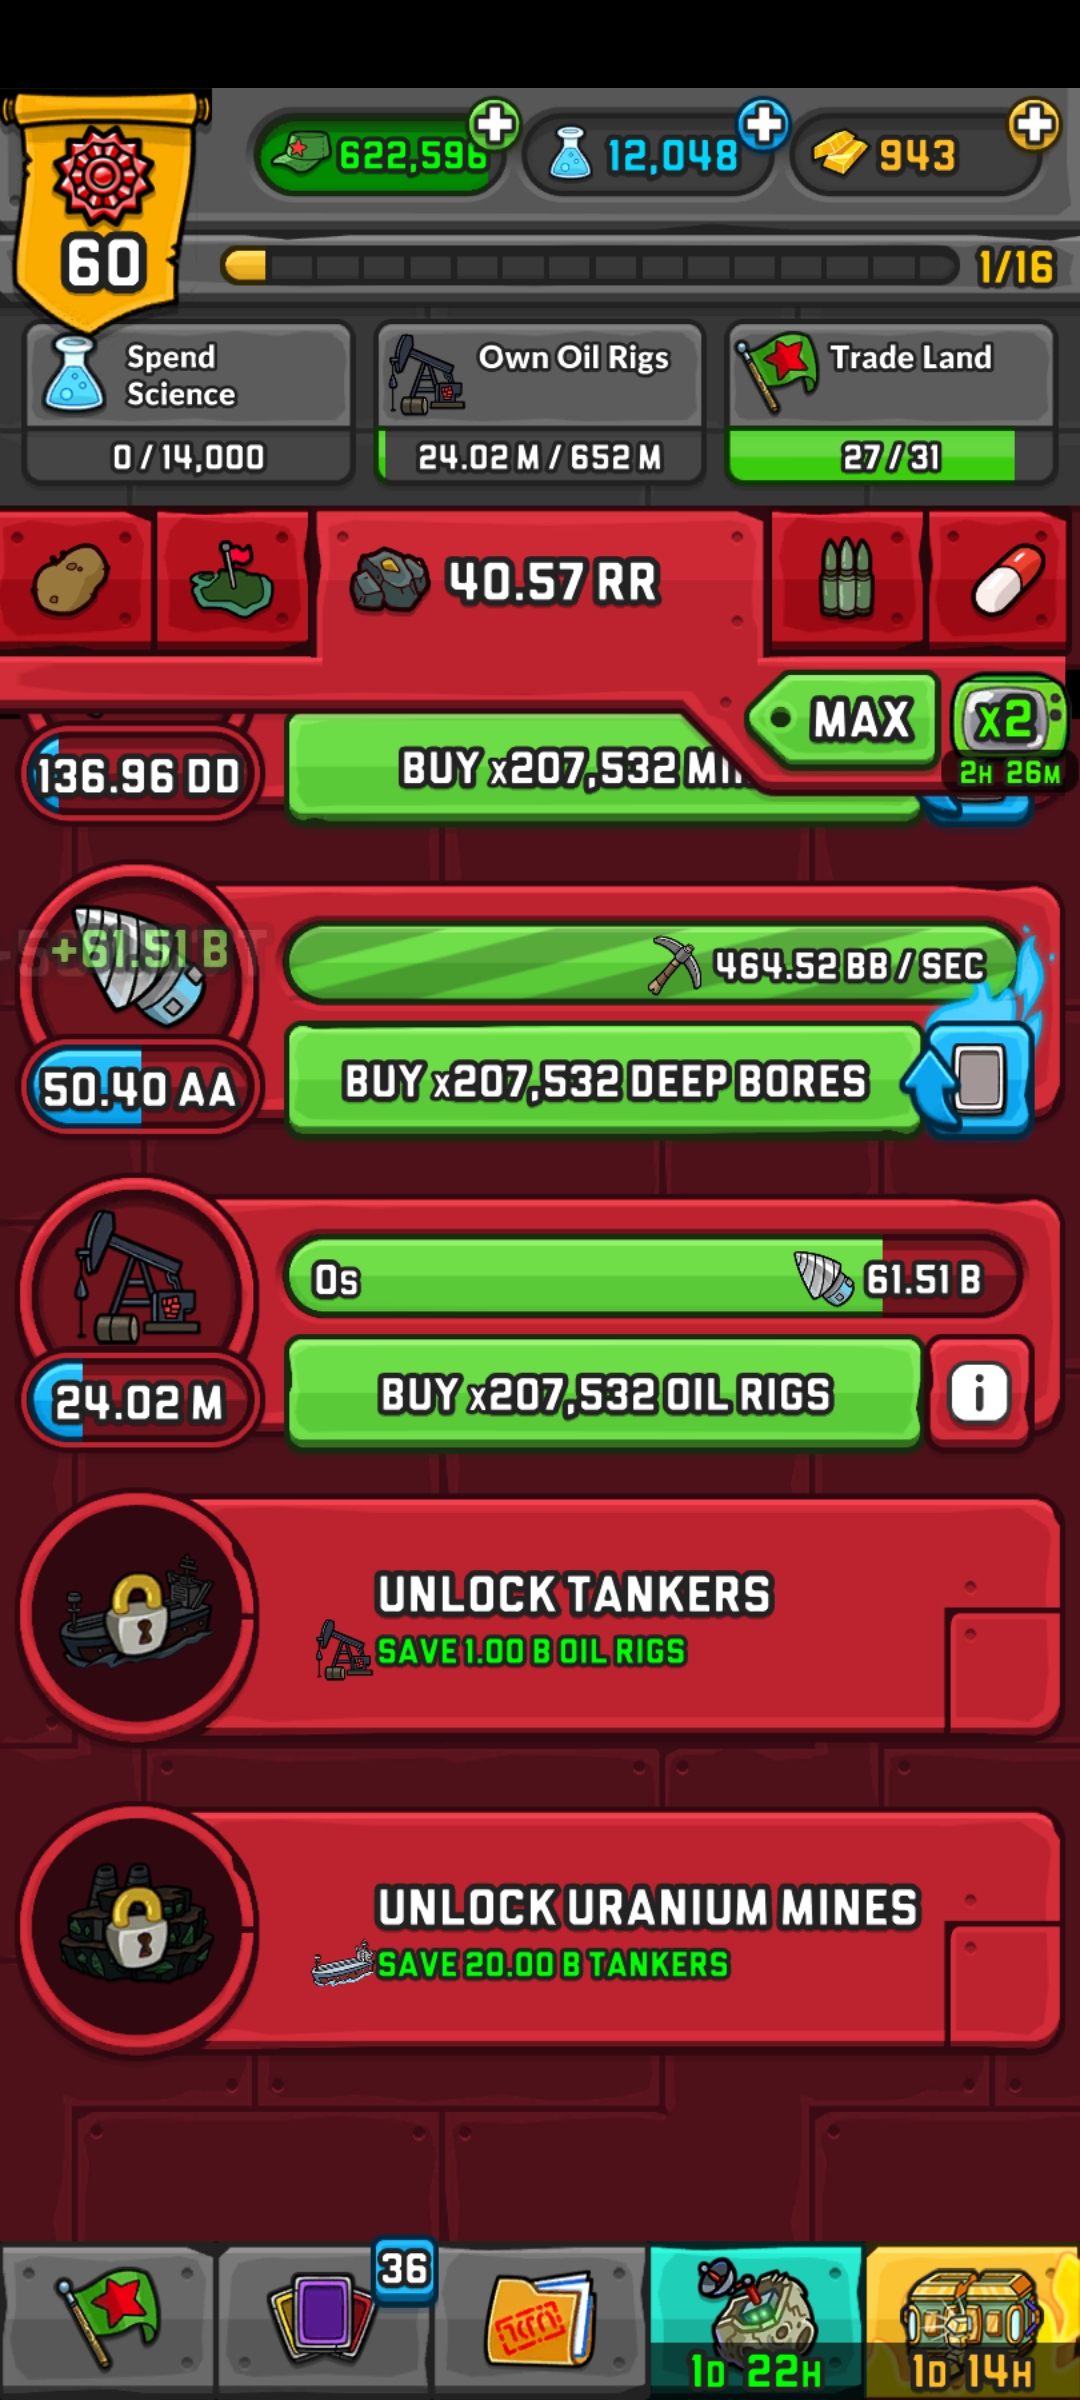 622,596
12,048
943
60
1/16
Spend
Science
0/14,000
Own Oil Rigs
24.02 M / 652 M
Trade Land
27/31
40.57 RR
MAX
x2
2H 26M
136.96 DD
BUY x207,532
+61.51 B
464.52 BB / SEC
50.40 AA
BUY x207,532 DEEP BORES
0s
61.51 B
24.02 M
BUY x207,532 OIL RIGS
i
UNLOCK TANKERS
SAVE 1.00 B OIL RIGS
UNLOCK URANIUM MINES
SAVE 20.00 B TANKERS
36
1D 22H
1D 14H